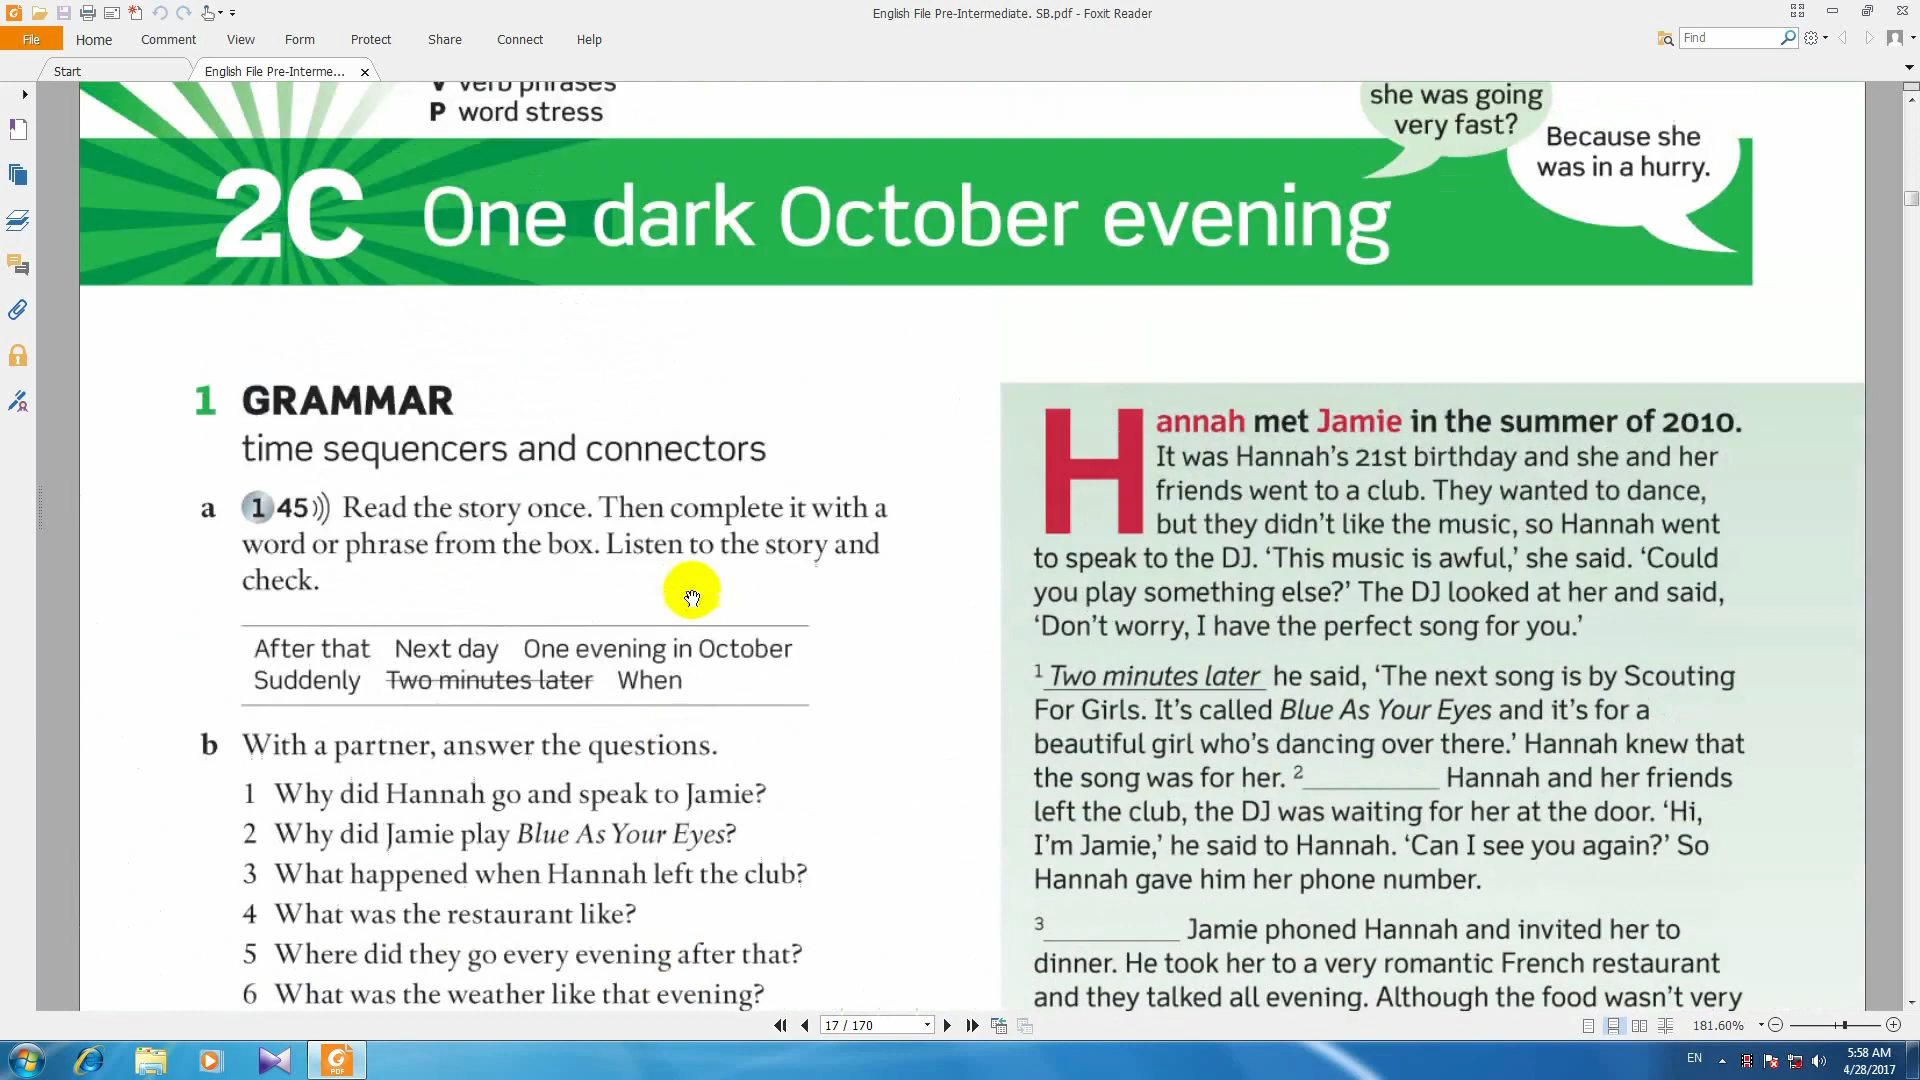 English File Pre-Intermediate. SB.pdf - Foxit Reader
File Home Comment View Form Protect Share Connect Help
Find
Start
English File Pre-Interme...
V verb phrases
P word stress
she was going
very fast?
Because she
was in a hurry.
2C One dark October evening
1 GRAMMAR
time sequencers and connectors
a 1 45 Read the story once. Then complete it with a
word or phrase from the box. Listen to the story and
check.
After that Next day One evening in October
Suddenly Two minutes later When
b With a partner, answer the questions.
1 Why did Hannah go and speak to Jamie?
2 Why did Jamie play Blue As Your Eyes?
3 What happened when Hannah left the club?
4 What was the restaurant like?
5 Where did they go every evening after that?
6 What was the weather like that evening?
Hannah met Jamie in the summer of 2010.
It was Hannah's 21st birthday and she and her
friends went to a club. They wanted to dance,
but they didn't like the music, so Hannah went
to speak to the DJ. 'This music is awful,' she said. 'Could
you play something else?' The DJ looked at her and said,
'Don't worry, I have the perfect song for you.'
1 Two minutes later he said, 'The next song is by Scouting
For Girls. It's called Blue As Your Eyes and it's for a
beautiful girl who's dancing over there.' Hannah knew that
the song was for her. 2 __________ Hannah and her friends
left the club, the DJ was waiting for her at the door. 'Hi,
I'm Jamie,' he said to Hannah. 'Can I see you again?' So
Hannah gave him her phone number.
3 __________ Jamie phoned Hannah and invited her to
dinner. He took her to a very romantic French restaurant
and they talked all evening. Although the food wasn't very
17 / 170
181.60%
PDF
EN
5:58 AM
4/28/2017